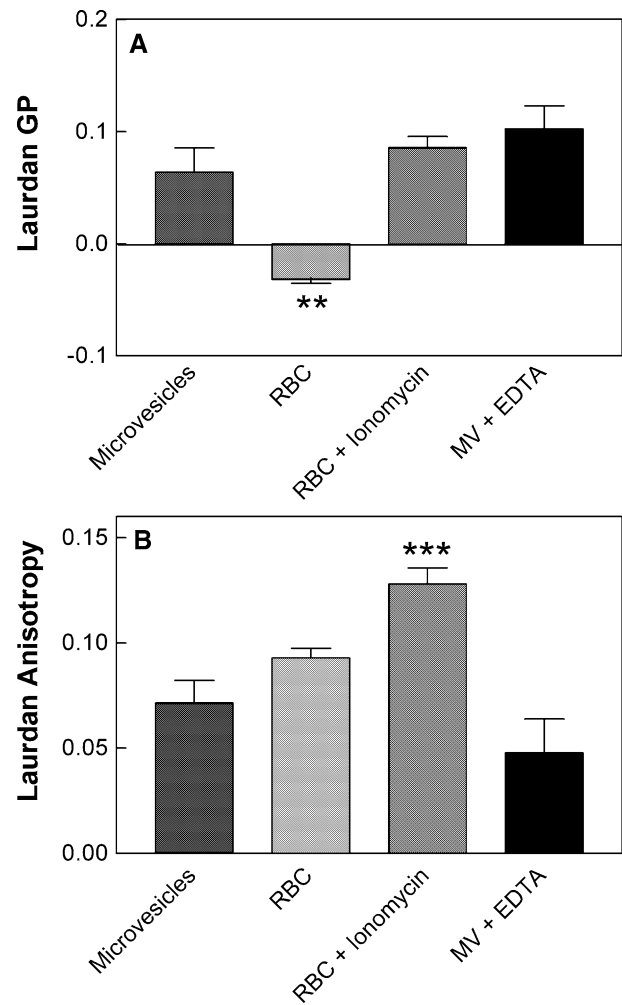 A
0.2
0.1
0.0
-0.1
Laurdan GP
**
Microvesicles
RBC
RBC + Ionomycin
MV + EDTA
B
0.15
0.10
0.05
0.00
Laurdan Anisotropy
***
Microvesicles
RBC
RBC + Ionomycin
MV + EDTA